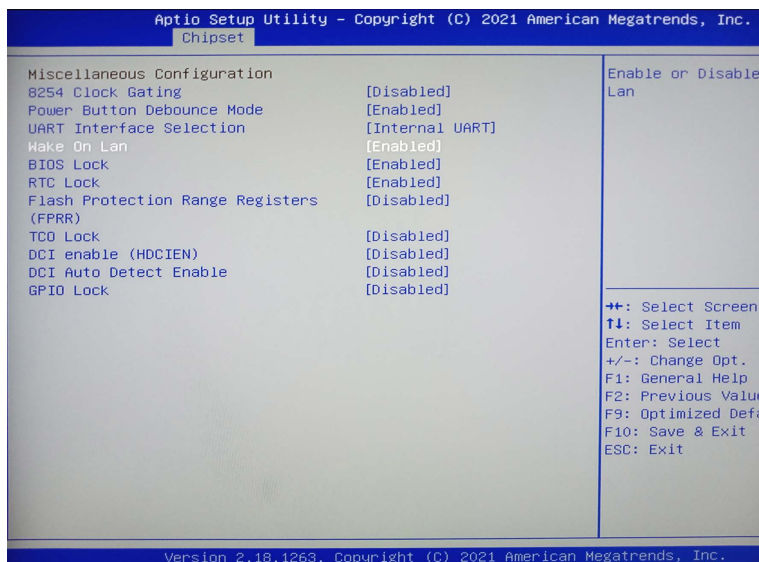 Aptio Setup Utility – Copyright (C) 2021 American Megatrends, Inc.
Chipset
Miscellaneous Configuration
8254 Clock Gating [Disabled]
Power Button Debounce Mode [Enabled]
UART Interface Selection [Internal UART]
Wake On Lan [Enabled]
BIOS Lock [Enabled]
RTC Lock [Enabled]
Flash Protection Range Registers [Disabled]
(FPRR)
TCO Lock [Disabled]
DCI enable (HDCIEN) [Disabled]
DCI Auto Detect Enable [Disabled]
GPIO Lock [Disabled]
Enable or Disable
Lan
→←: Select Screen
↑↓: Select Item
Enter: Select
+/-: Change Opt.
F1: General Help
F2: Previous Value
F9: Optimized Defa
F10: Save & Exit
ESC: Exit
Version 2.18.1263. Copyright (C) 2021 American Megatrends, Inc.